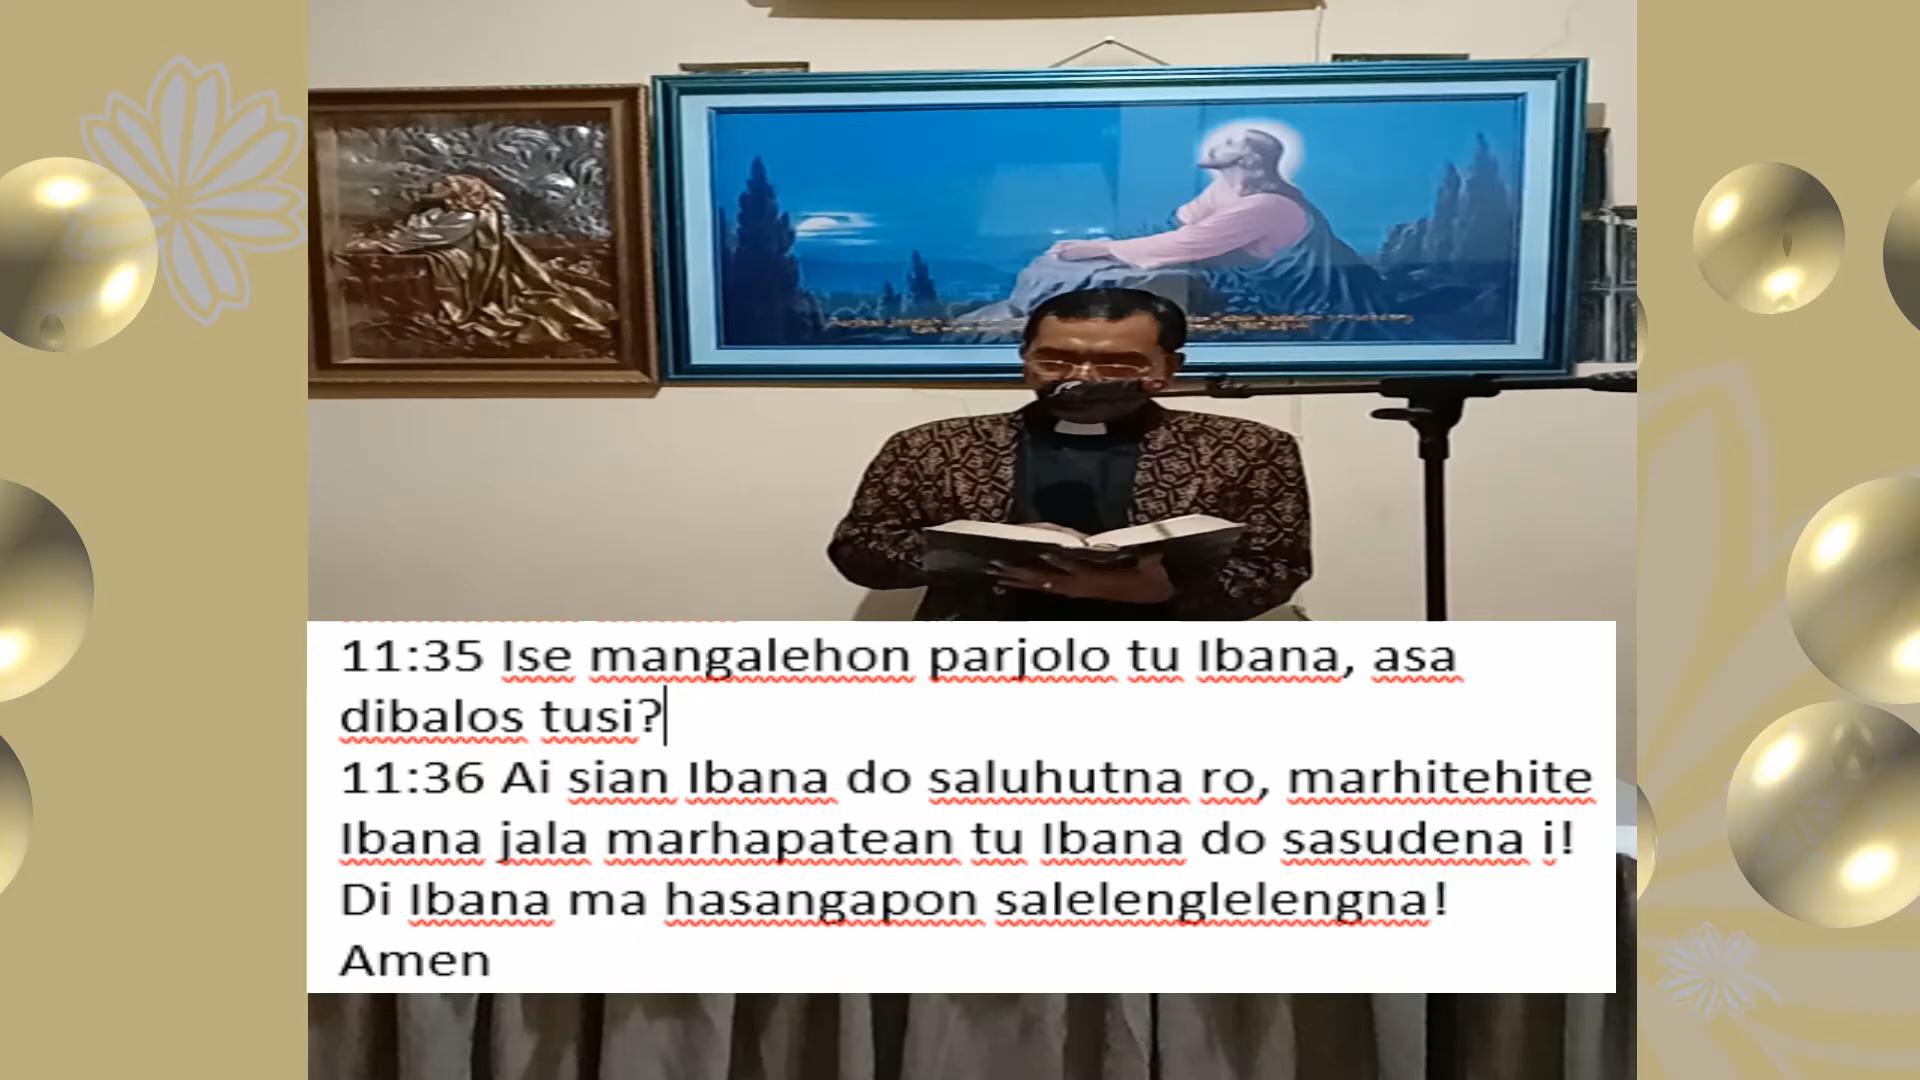 11:35 Ise mangalehon parjolo tu Ibana, asa
dibalos tusi?
11:36 Ai sian Ibana do saluhutna ro, marhitehite
Ibana jala marhapatean tu Ibana do sasudena i!
Di Ibana ma hasangapon salelenglelengna!
Amen